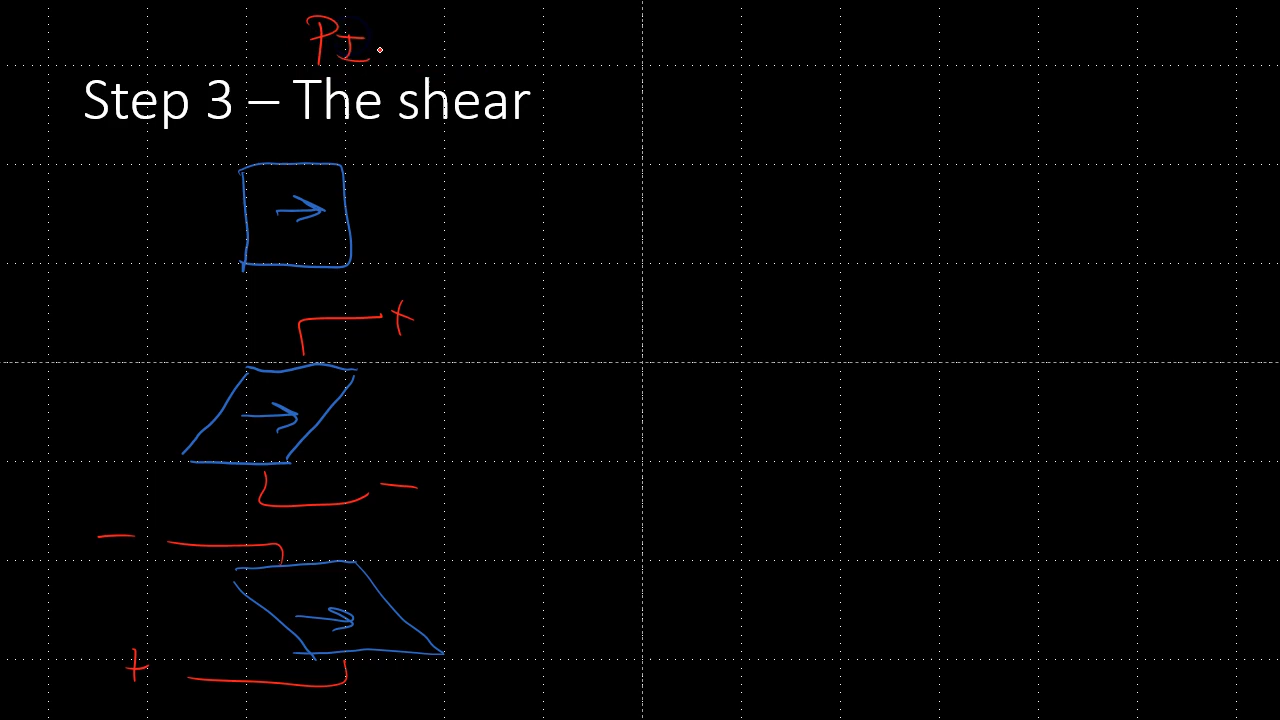 PI
Step 3 – The shear
+
−
−
+